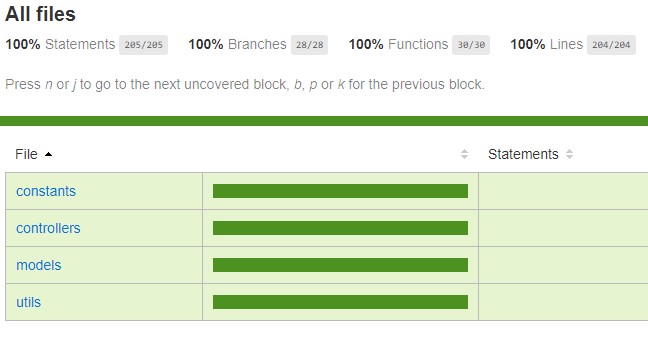 All files
100% Statements 205/205 100% Branches 28/28 100% Functions 30/30 100% Lines 204/204
Press n or j to go to the next uncovered block, b, p or k for the previous block.
File Statements
constants
controllers
models
utils